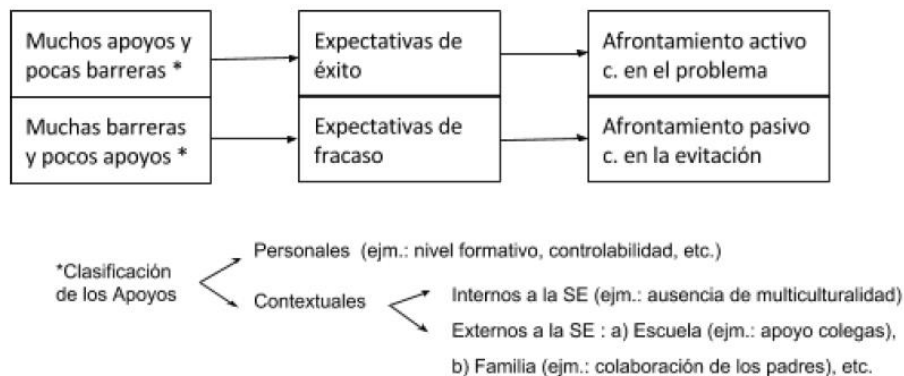 Muchos apoyos y
pocas barreras *
Expectativas de
éxito
Afrontamiento activo
c. en el problema
Muchas barreras
y pocos apoyos *
Expectativas de
fracaso
Afrontamiento pasivo
c. en la evitación
*Clasificación
de los Apoyos
Personales (ejm.: nivel formativo, controlabilidad, etc.)
Contextuales
Internos a la SE (ejm.: ausencia de multiculturalidad)
Externos a la SE : a) Escuela (ejm.: apoyo colegas),
b) Familia (ejm.: colaboración de los padres), etc.